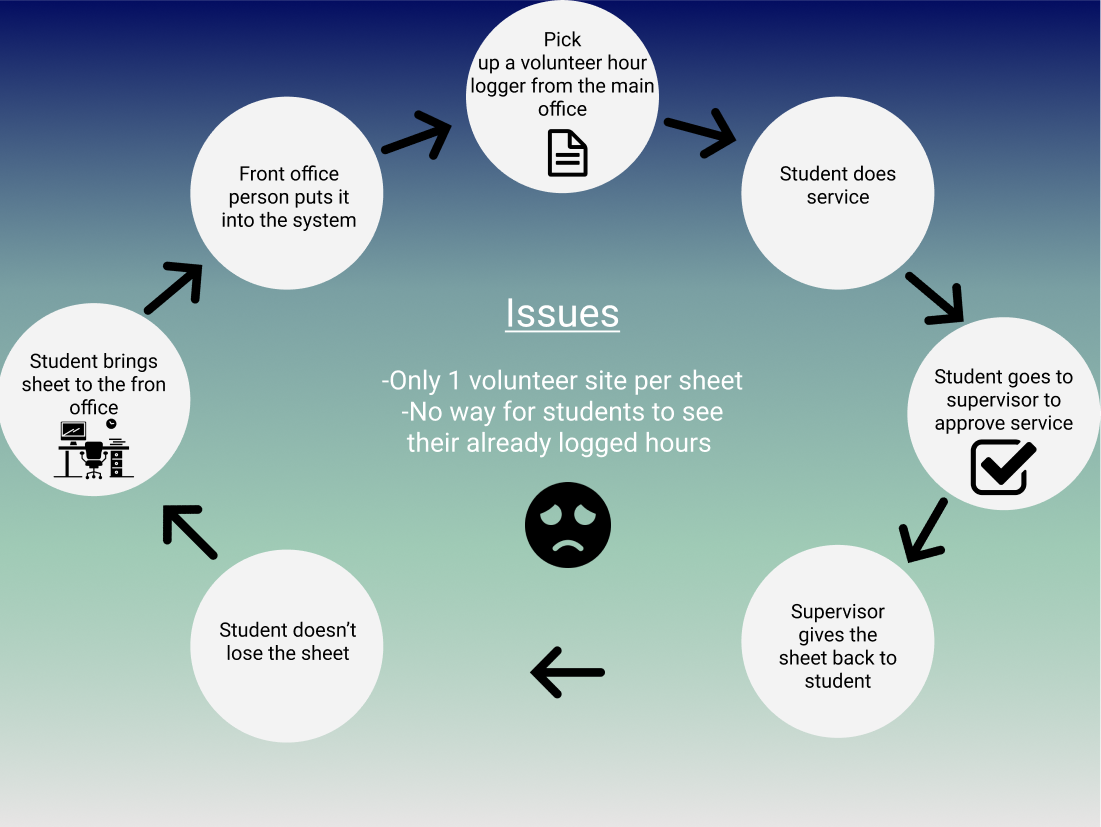 Pick
up a volunteer hour
logger from the main
office
Student does
service
Student goes to
supervisor to
approve service
Supervisor
gives the
sheet back to
student
Student doesn’t
lose the sheet
Student brings
sheet to the fron
office
Front office
person puts it
into the system
Issues
-Only 1 volunteer site per sheet
-No way for students to see
their already logged hours